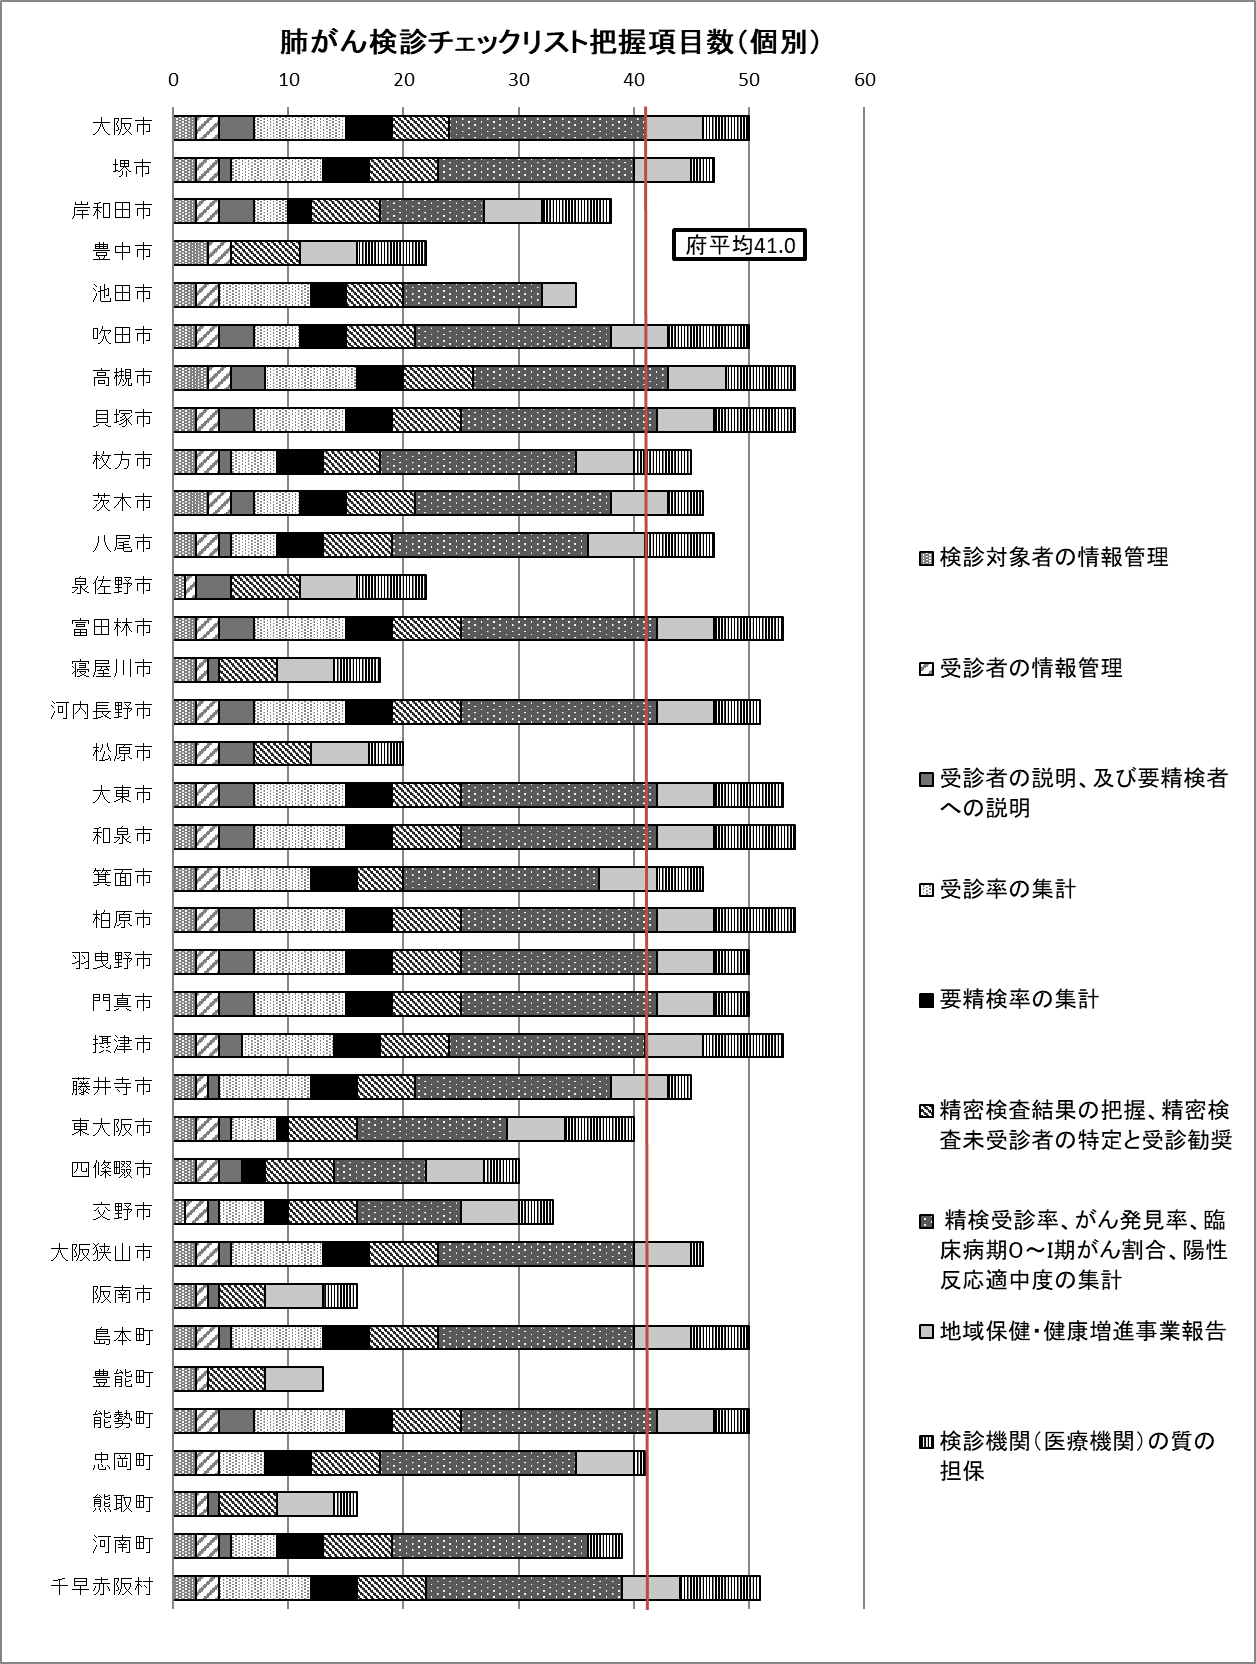 肺がん検診チェックリスト把握項目数（個別）
0 10 20 30 40 50 60
大阪市
堺市
岸和田市
府平均41.0
豊中市
池田市
吹田市
高槻市
貝塚市
枚方市
茨木市
八尾市
泉佐野市
富田林市
寝屋川市
河内長野市
松原市
大東市
和泉市
箕面市
柏原市
羽曳野市
門真市
摂津市
藤井寺市
東大阪市
四條畷市
交野市
大阪狭山市
阪南市
島本町
豊能町
能勢町
忠岡町
熊取町
河南町
千早赤阪村
検診対象者の情報管理
受診者の情報管理
受診者の説明、及び要精検者
への説明
受診率の集計
要精検率の集計
精密検査結果の把握、精密検
査未受診者の特定と受診勧奨
精検受診率、がん発見率、臨
床病期0～I期がん割合、陽性
反応適中度の集計
地域保健・健康増進事業報告
検診機関（医療機関）の質の
担保